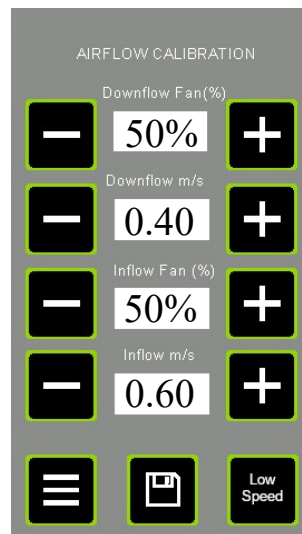 AIRFLOW CALIBRATION
Downflow Fan(%)
50%
Downflow m/s
0.40
Inflow Fan (%)
50%
Inflow m/s
0.60
Low
Speed